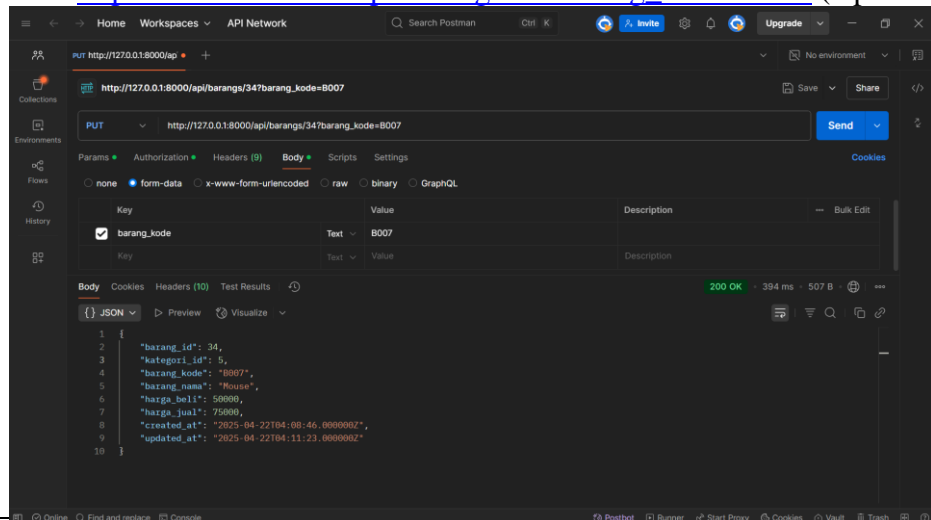 Home Workspaces API Network Search Postman Ctrl K Invite Upgrade
PUT http://127.0.0.1:8000/api No environment
HTTP http://127.0.0.1:8000/api/barangs/34?barang_kode=B007 Save Share
Collections
PUT http://127.0.0.1:8000/api/barangs/34?barang_kode=B007 Send
Environments
Params Authorization Headers (9) Body Scripts Settings Cookies
Flows
none form-data x-www-form-urlencoded raw binary GraphQL
History
Key Value Description Bulk Edit
barang_kode Text B007
Key Text Value Description
Body Cookies Headers (10) Test Results 200 OK 394 ms 507 B
{} JSON Preview Visualize
1 {
2 "barang_id": 34,
3 "kategori_id": 5,
4 "barang_kode": "B007",
5 "barang_nama": "Mouse",
6 "harga_beli": 50000,
7 "harga_jual": 75000,
8 "created_at": "2025-04-22T04:08:46.000000Z",
9 "updated_at": "2025-04-22T04:11:23.000000Z"
10 }
Online Find and replace Console Postbot Runner Start Proxy Cookies Vault Trash